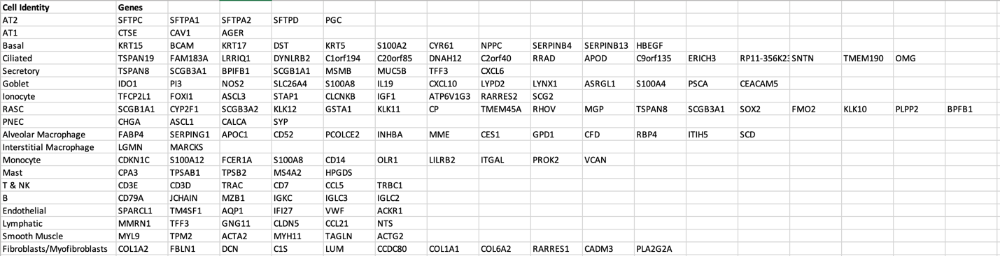 Cell Identity Genes
AT2 SFTPC SFTPA1 SFTPA2 SFTPD PGC
AT1 CTSE CAV1 AGER
Basal KRT15 BCAM KRT17 DST KRT5 S100A2 CYR61 NPPC SERPINB4 SERPINB13 HBEGF
Ciliated TSPAN19 FAM183A LRRIQ1 DYNLRB2 C1orf194 C20orf85 DNAH12 C2orf40 RRAD APOD C9orf135 ERICH3 RP11-356K23 SNTN TMEM190 OMG
Secretory TSPAN8 SCGB3A1 BPIFB1 SCGB1A1 MSMB MUC5B TFF3 CXCL6
Goblet IDO1 PI3 NOS2 SLC26A4 S100A8 IL19 CXCL10 LYPD2 LYNX1 ASRGL1 S100A4 PSCA CEACAM5
Ionocyte TFCP2L1 FOXI1 ASCL3 STAP1 CLCNKB IGF1 ATP6V1G3 RARRES2 SCG2
RASC SCGB1A1 CYP2F1 SCGB3A2 KLK12 GSTA1 KLK11 CP TMEM45A RHOV MGP TSPAN8 SCGB3A1 SOX2 FMO2 KLK10 PLPP2 BPFB1
PNEC CHGA ASCL1 CALCA SYP
Alveolar Macrophage FABP4 SERPING1 APOC1 CD52 PCOLCE2 INHBA MME CES1 GPD1 CFD RBP4 ITIH5 SCD
Interstitial Macrophage LGMN MARCKS
Monocyte CDKN1C S100A12 FCER1A S100A8 CD14 OLR1 LILRB2 ITGAL PROK2 VCAN
Mast CPA3 TPSAB1 TPSB2 MS4A2 HPGDS
T & NK CD3E CD3D TRAC CD7 CCL5 TRBC1
B CD79A JCHAIN MZB1 IGKC IGLC3 IGLC2
Endothelial SPARCL1 TM4SF1 AQP1 IFI27 VWF ACKR1
Lymphatic MMRN1 TFF3 GNG11 CLDN5 CCL21 NTS
Smooth Muscle MYL9 TPM2 ACTA2 MYH11 TAGLN ACTG2
Fibroblasts/Myofibroblasts COL1A2 FBLN1 DCN C1S LUM CCDC80 COL1A1 COL6A2 RARRES1 CADM3 PLA2G2A